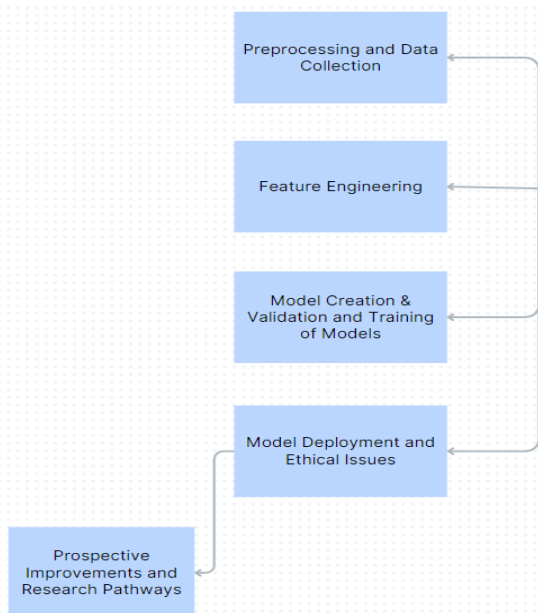 Preprocessing and Data
Collection
Feature Engineering
Model Creation &
Validation and Training
of Models
Model Deployment and
Ethical Issues
Prospective
Improvements and
Research Pathways